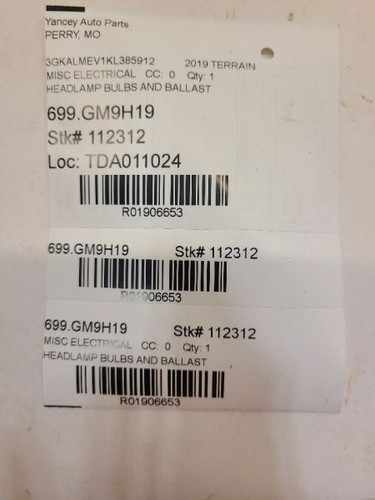 Yancey Auto Parts
PERRY, MO
3GKALMEV1KL385912 2019 TERRAIN
MISC ELECTRICAL CC: 0 Qty: 1
HEADLAMP BULBS AND BALLAST
699.GM9H19
Stk# 112312
Loc: TDA011024
R01906653
699.GM9H19 Stk# 112312
R01906653
699.GM9H19 Stk# 112312
MISC ELECTRICAL CC: 0 Qty: 1
HEADLAMP BULBS AND BALLAST
R01906653